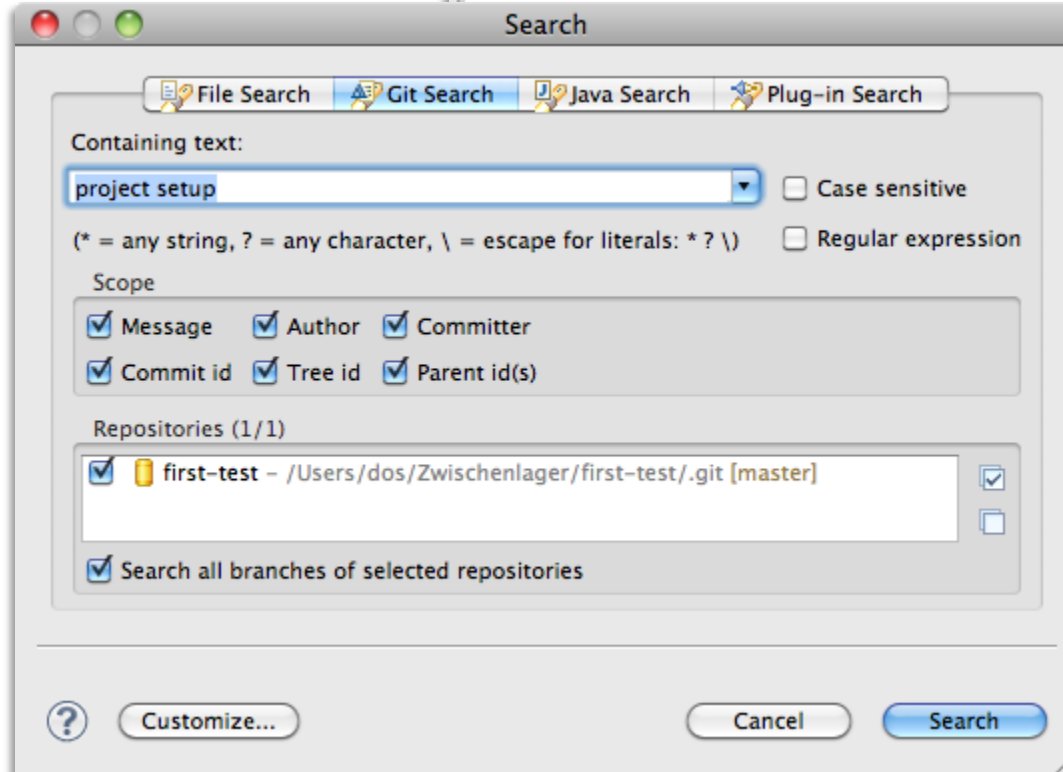 Search
File Search Git Search Java Search Plug-in Search
Containing text:
project setup Case sensitive
(* = any string, ? = any character, \ = escape for literals: * ? \) Regular expression
Scope
Message Author Committer
Commit id Tree id Parent id(s)
Repositories (1/1)
first-test – /Users/dos/Zwischenlager/first-test/.git [master]
Search all branches of selected repositories
? Customize... Cancel Search